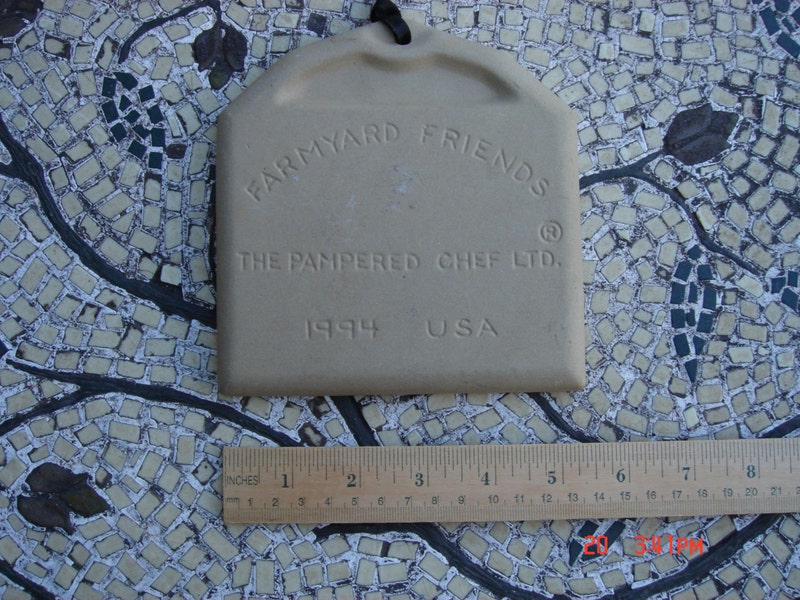 FARMYARD FRIENDS
®
THE PAMPERED CHEF LTD.
1994 USA
INCHES 1 2 3 4 5 6 7 8
mm 1 2 3 4 5 6 7 8 9 10 11 12 13 14 15 16 17 18 19 20 21
20 3:41PM